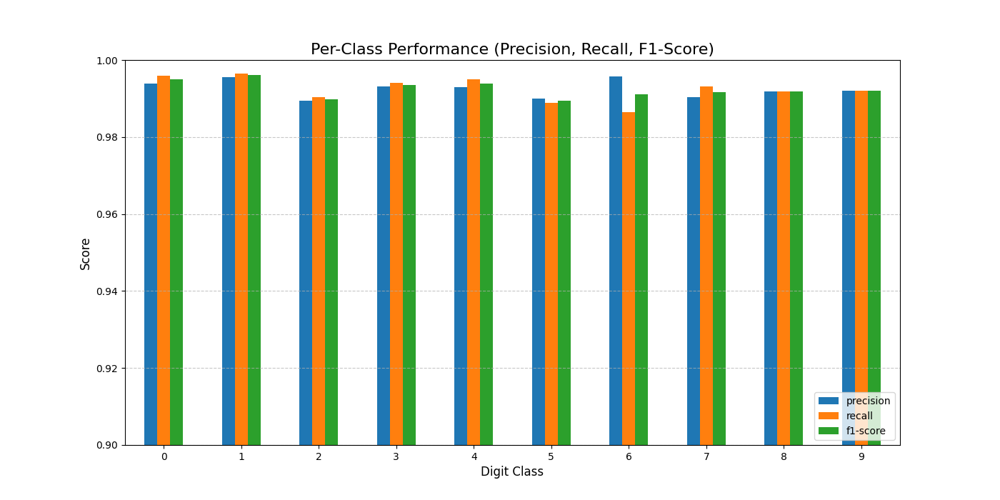 Per-Class Performance (Precision, Recall, F1-Score)
1.00
0.98
0.96
0.94
0.92
0.90
Score
0 1 2 3 4 5 6 7 8 9
Digit Class
precision
recall
f1-score